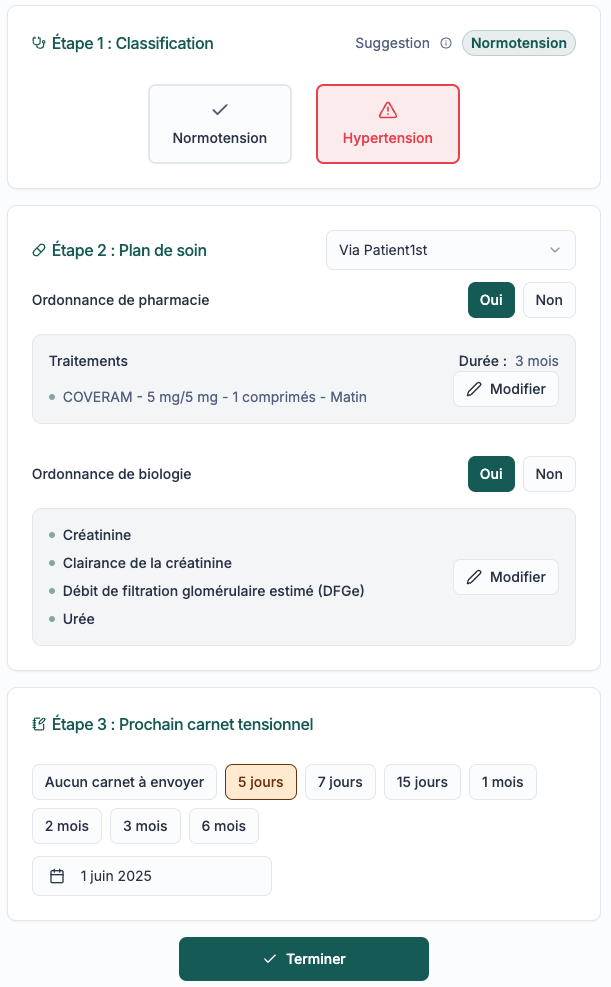 Étape 1 : Classification
Suggestion
Normotension
Normotension
Hypertension
Étape 2 : Plan de soin
Via Patient1st
Ordonnance de pharmacie
Oui
Non
Traitements
Durée : 3 mois
COVERAM - 5 mg/5 mg - 1 comprimés - Matin
Modifier
Ordonnance de biologie
Oui
Non
Créatinine
Clairance de la créatinine
Débit de filtration glomérulaire estimé (DFGe)
Urée
Modifier
Étape 3 : Prochain carnet tensionnel
Aucun carnet à envoyer
5 jours
7 jours
15 jours
1 mois
2 mois
3 mois
6 mois
1 juin 2025
Terminer